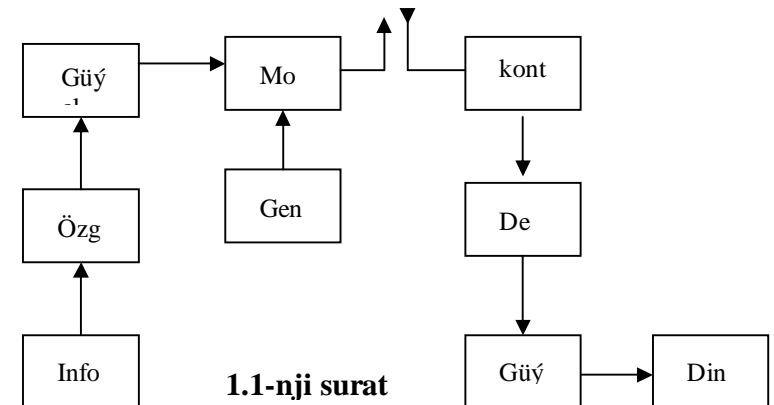 Güý
Mo
kont
Özg
Gen
De
Info
Güý
Din
1.1-nji surat